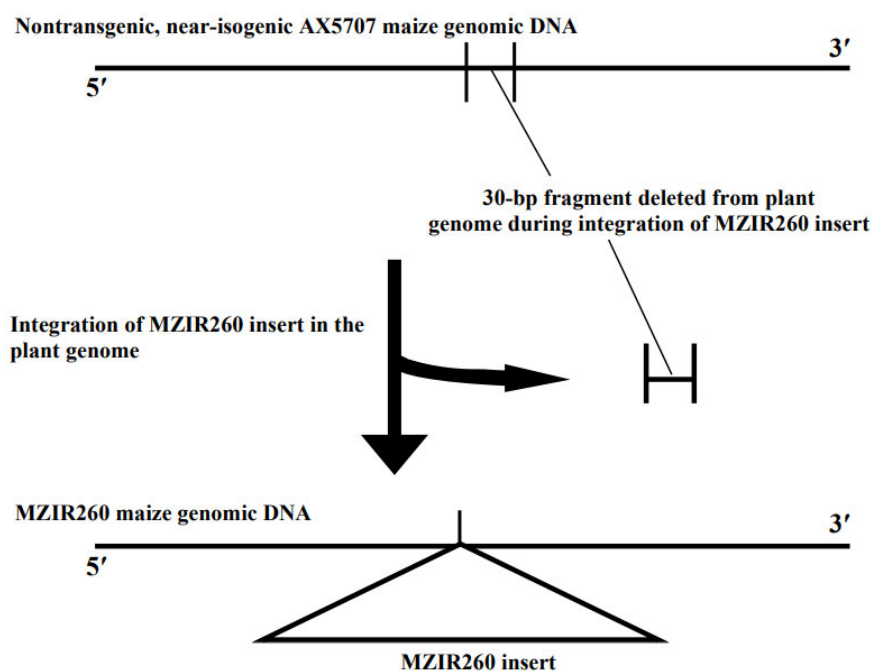 Nontransgenic, near-isogenic AX5707 maize genomic DNA
3′
5′
30-bp fragment deleted from plant
genome during integration of MZIR260 insert
Integration of MZIR260 insert in the
plant genome
MZIR260 maize genomic DNA
3′
5′
MZIR260 insert